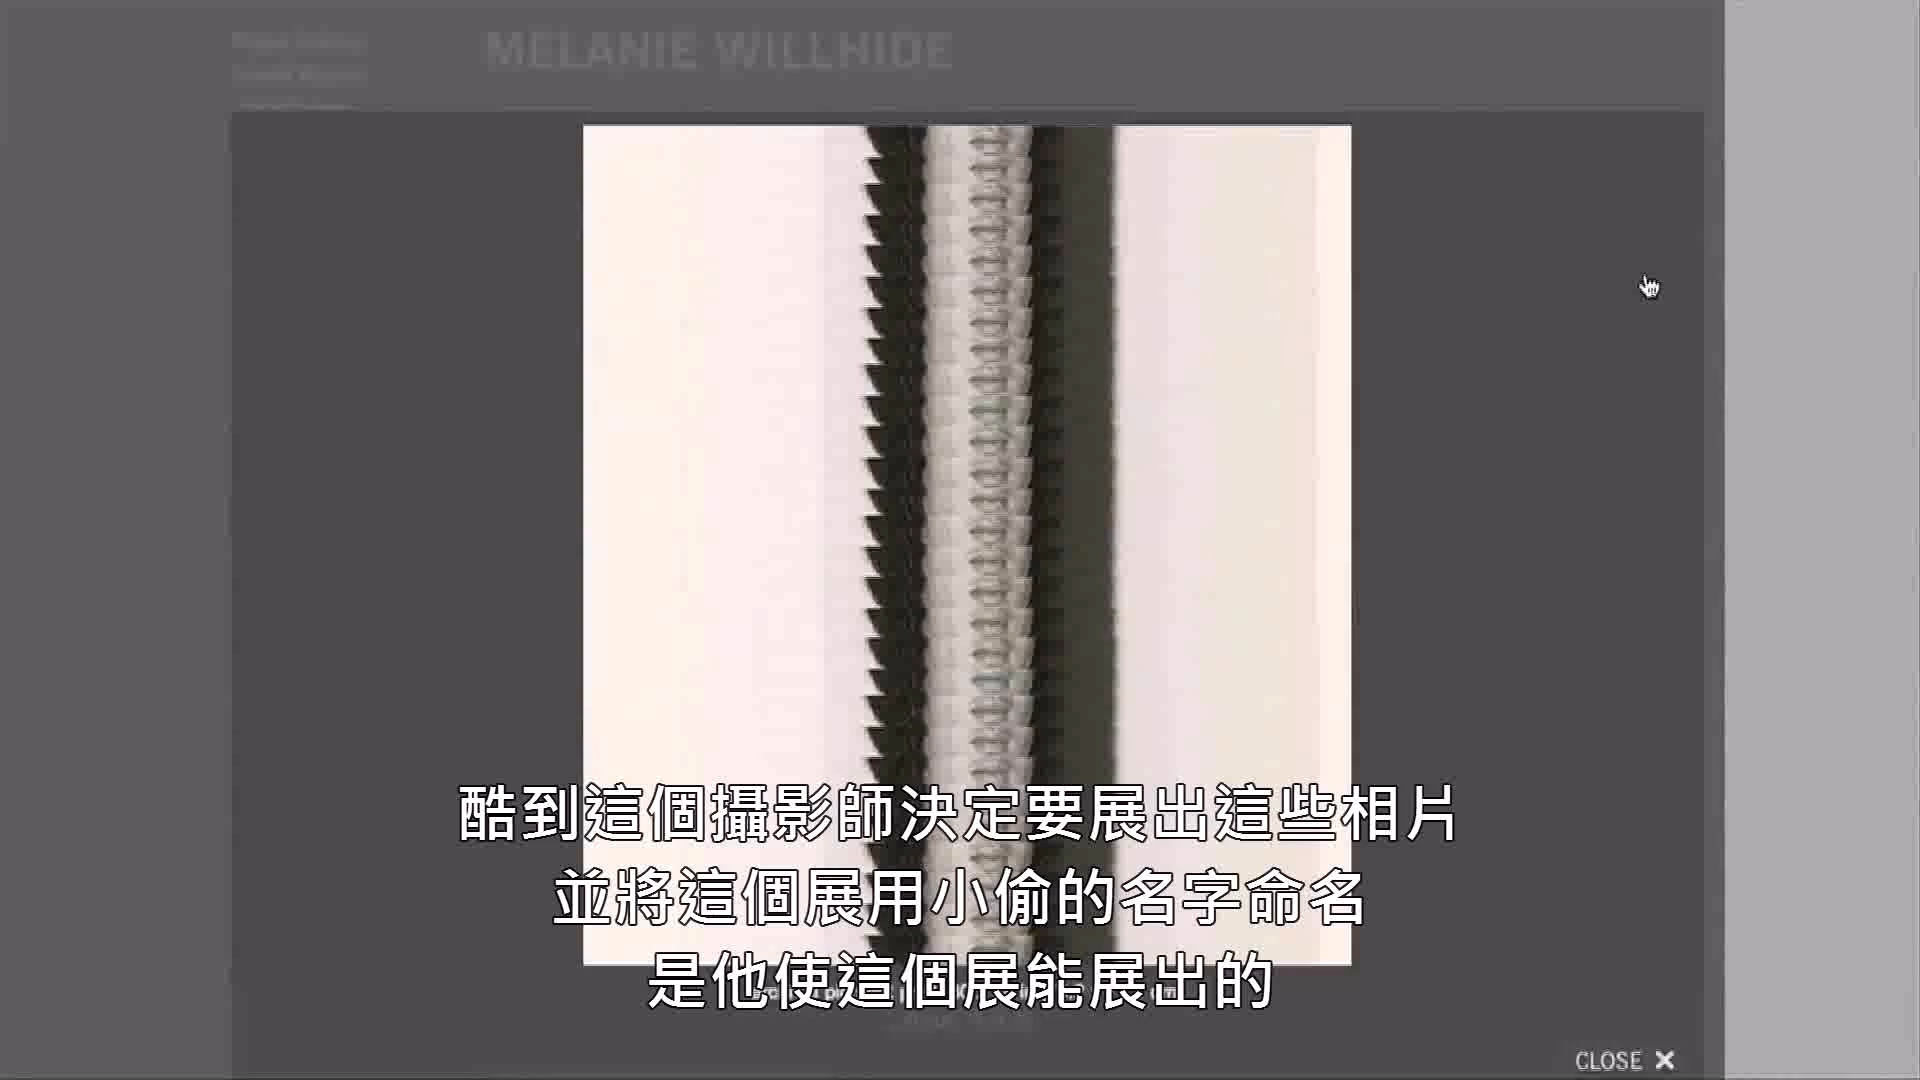 MELANIE WILLHIDE
酷到這個攝影師決定要展出這些相片
並將這個展用小偷的名字命名
是他使這個展能展出的
CLOSE X